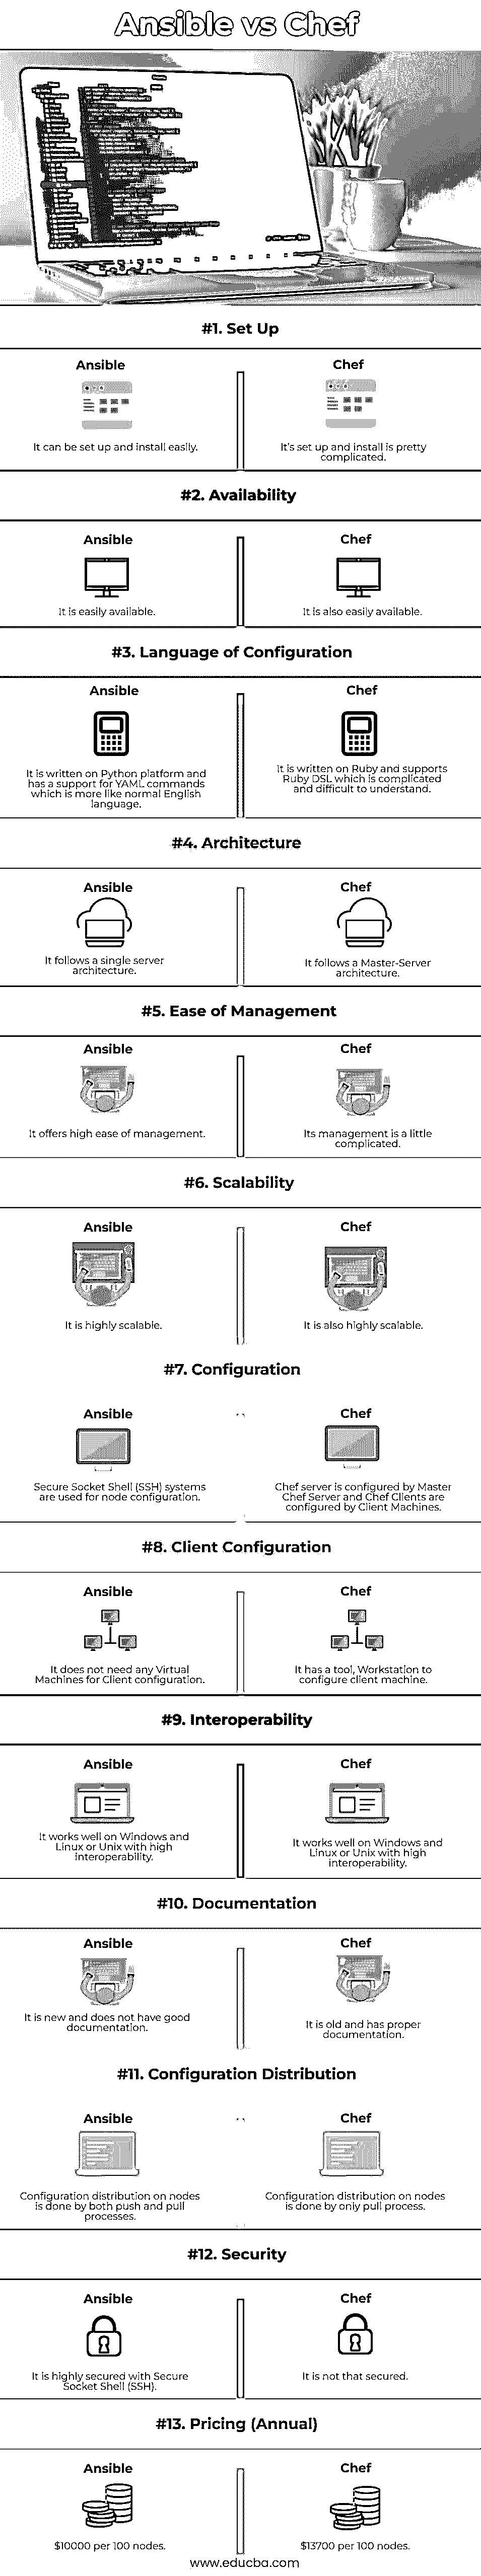 Ansible vs Chef
#1. Set Up
Ansible
Chef
It can be set up and install easily.
It's set up and install is pretty
complicated.
#2. Availability
Ansible
Chef
It is easily available.
It is also easily available.
#3. Language of Configuration
Ansible
Chef
It is written on Python platform and
has a support for YAML commands
which is more like normal English
language.
It is written on Ruby and supports
Ruby DSL which is complicated
and difficult to understand.
#4. Architecture
Ansible
Chef
It follows a single server
architecture.
It follows a Master-Server
architecture.
#5. Ease of Management
Ansible
Chef
It offers high ease of management.
Its management is a little
complicated.
#6. Scalability
Ansible
Chef
It is highly scalable.
It is also highly scalable.
#7. Configuration
Ansible
Chef
Secure Socket Shell (SSH) systems
are used for node configuration.
Chef server is configured by Master
Chef Server and Chef Clients are
configured by Client Machines.
#8. Client Configuration
Ansible
Chef
It does not need any Virtual
Machines for Client configuration.
It has a tool, Workstation to
configure client machine.
#9. Interoperability
Ansible
Chef
It works well on Windows and
Linux or Unix with high
interoperability.
It works well on Windows and
Linux or Unix with high
interoperability.
#10. Documentation
Ansible
Chef
It is new and does not have good
documentation.
It is old and has proper
documentation.
#11. Configuration Distribution
Ansible
Chef
Configuration distribution on nodes
is done by both push and pull
processes.
Configuration distribution on nodes
is done by only pull process.
#12. Security
Ansible
Chef
It is highly secured with Secure
Socket Shell (SSH).
It is not that secured.
#13. Pricing (Annual)
Ansible
Chef
$10000 per 100 nodes.
$13700 per 100 nodes.
www.educba.com